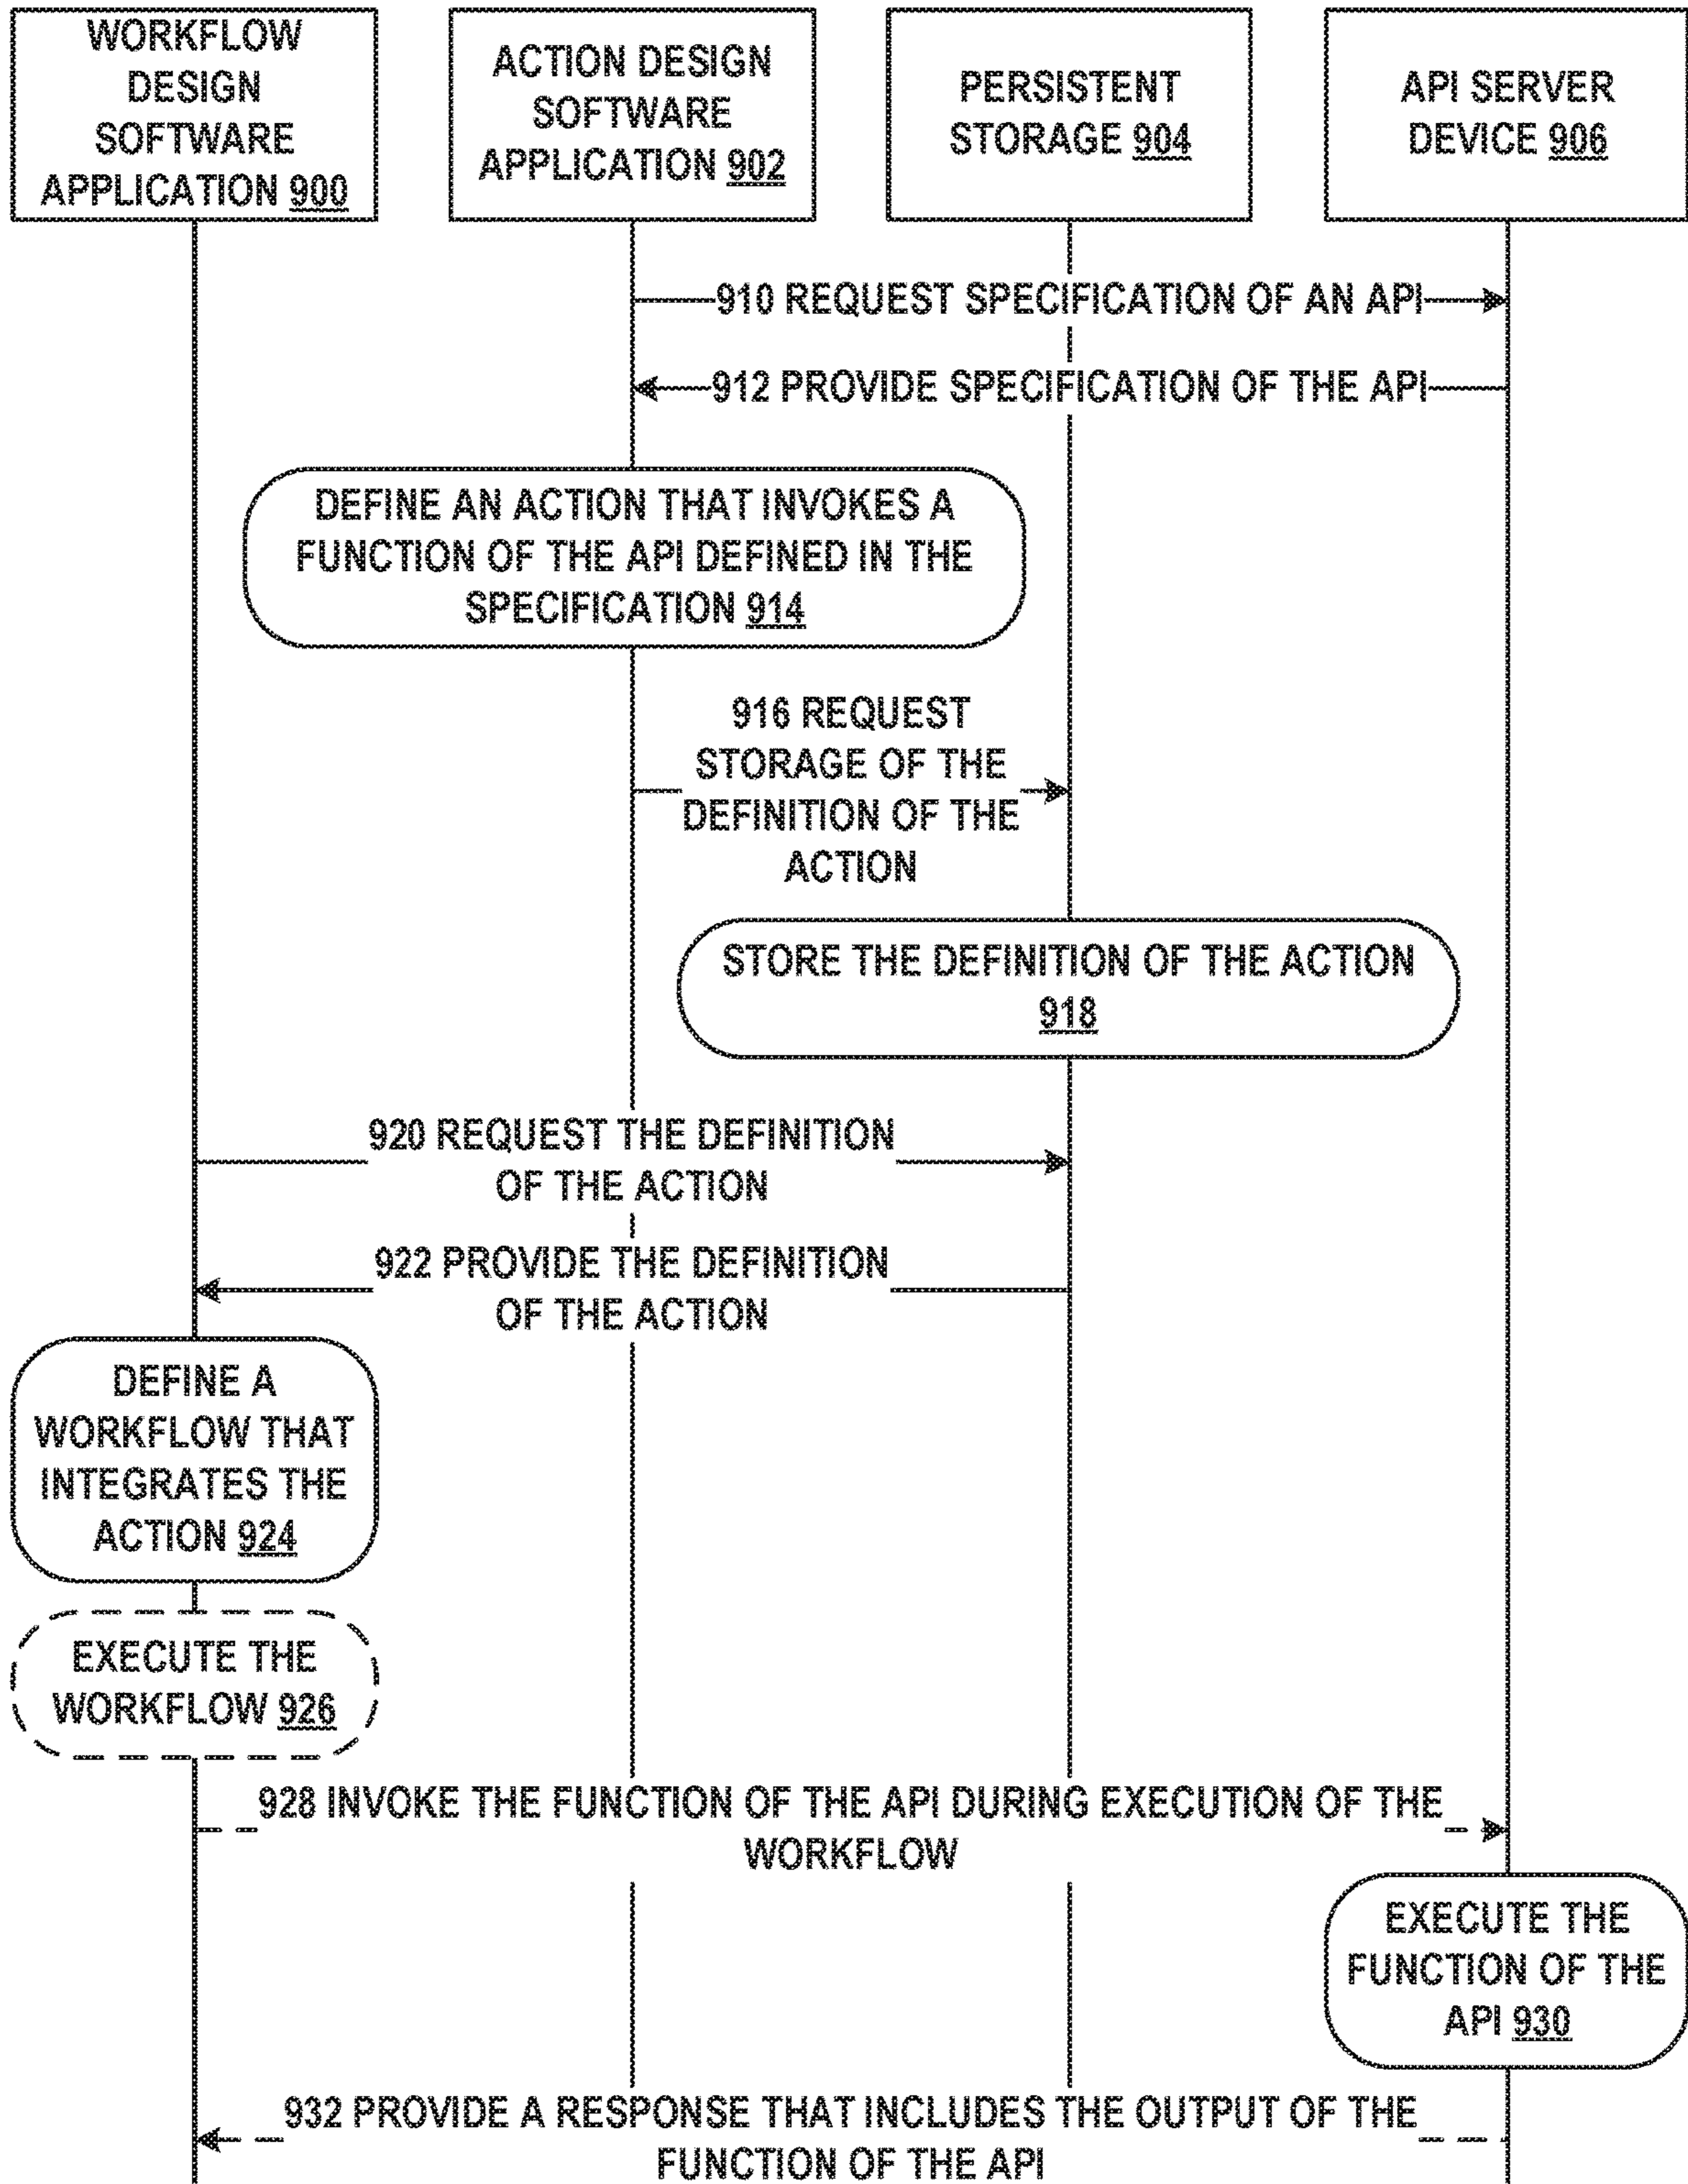 WORKFLOW
DESIGN
SOFTWARE
APPLICATION 900
ACTION DESIGN
SOFTWARE
APPLICATION 902
PERSISTENT
STORAGE 904
API SERVER
DEVICE 906
910 REQUEST SPECIFICATION OF AN API
912 PROVIDE SPECIFICATION OF THE API
DEFINE AN ACTION THAT INVOKES A
FUNCTION OF THE API DEFINED IN THE
SPECIFICATION 914
916 REQUEST
STORAGE OF THE
DEFINITION OF THE
ACTION
STORE THE DEFINITION OF THE ACTION
918
920 REQUEST THE DEFINITION
OF THE ACTION
922 PROVIDE THE DEFINITION
OF THE ACTION
DEFINE A
WORKFLOW THAT
INTEGRATES THE
ACTION 924
EXECUTE THE
WORKFLOW 926
928 INVOKE THE FUNCTION OF THE API DURING EXECUTION OF THE
WORKFLOW
EXECUTE THE
FUNCTION OF THE
API 930
932 PROVIDE A RESPONSE THAT INCLUDES THE OUTPUT OF THE
FUNCTION OF THE API